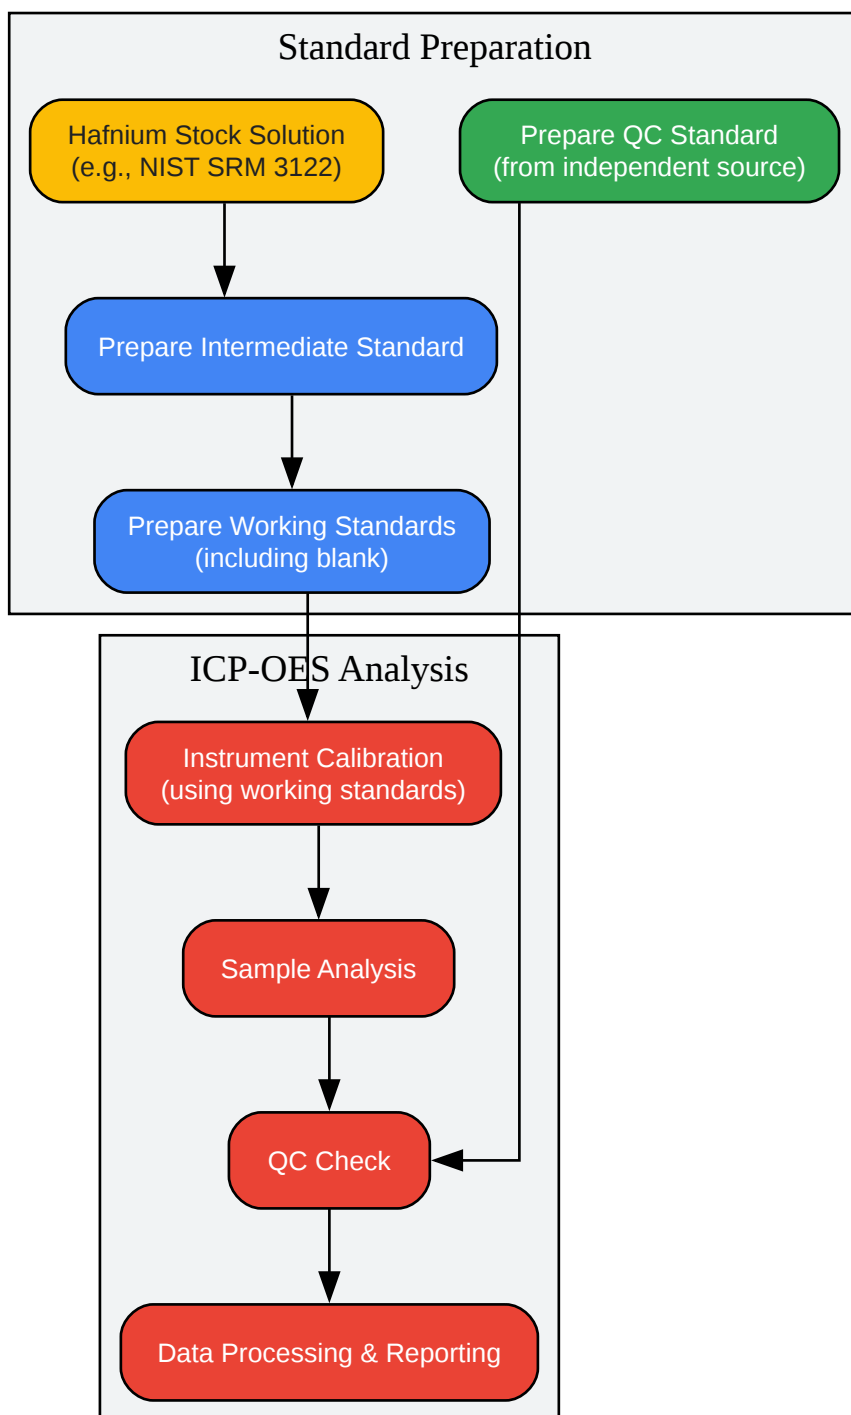 Standard Preparation
Hafnium Stock Solution
(e.g., NIST SRM 3122)
Prepare QC Standard
(from independent source)
Prepare Intermediate Standard
Prepare Working Standards
(including blank)
ICP-OES Analysis
Instrument Calibration
(using working standards)
Sample Analysis
QC Check
Data Processing & Reporting